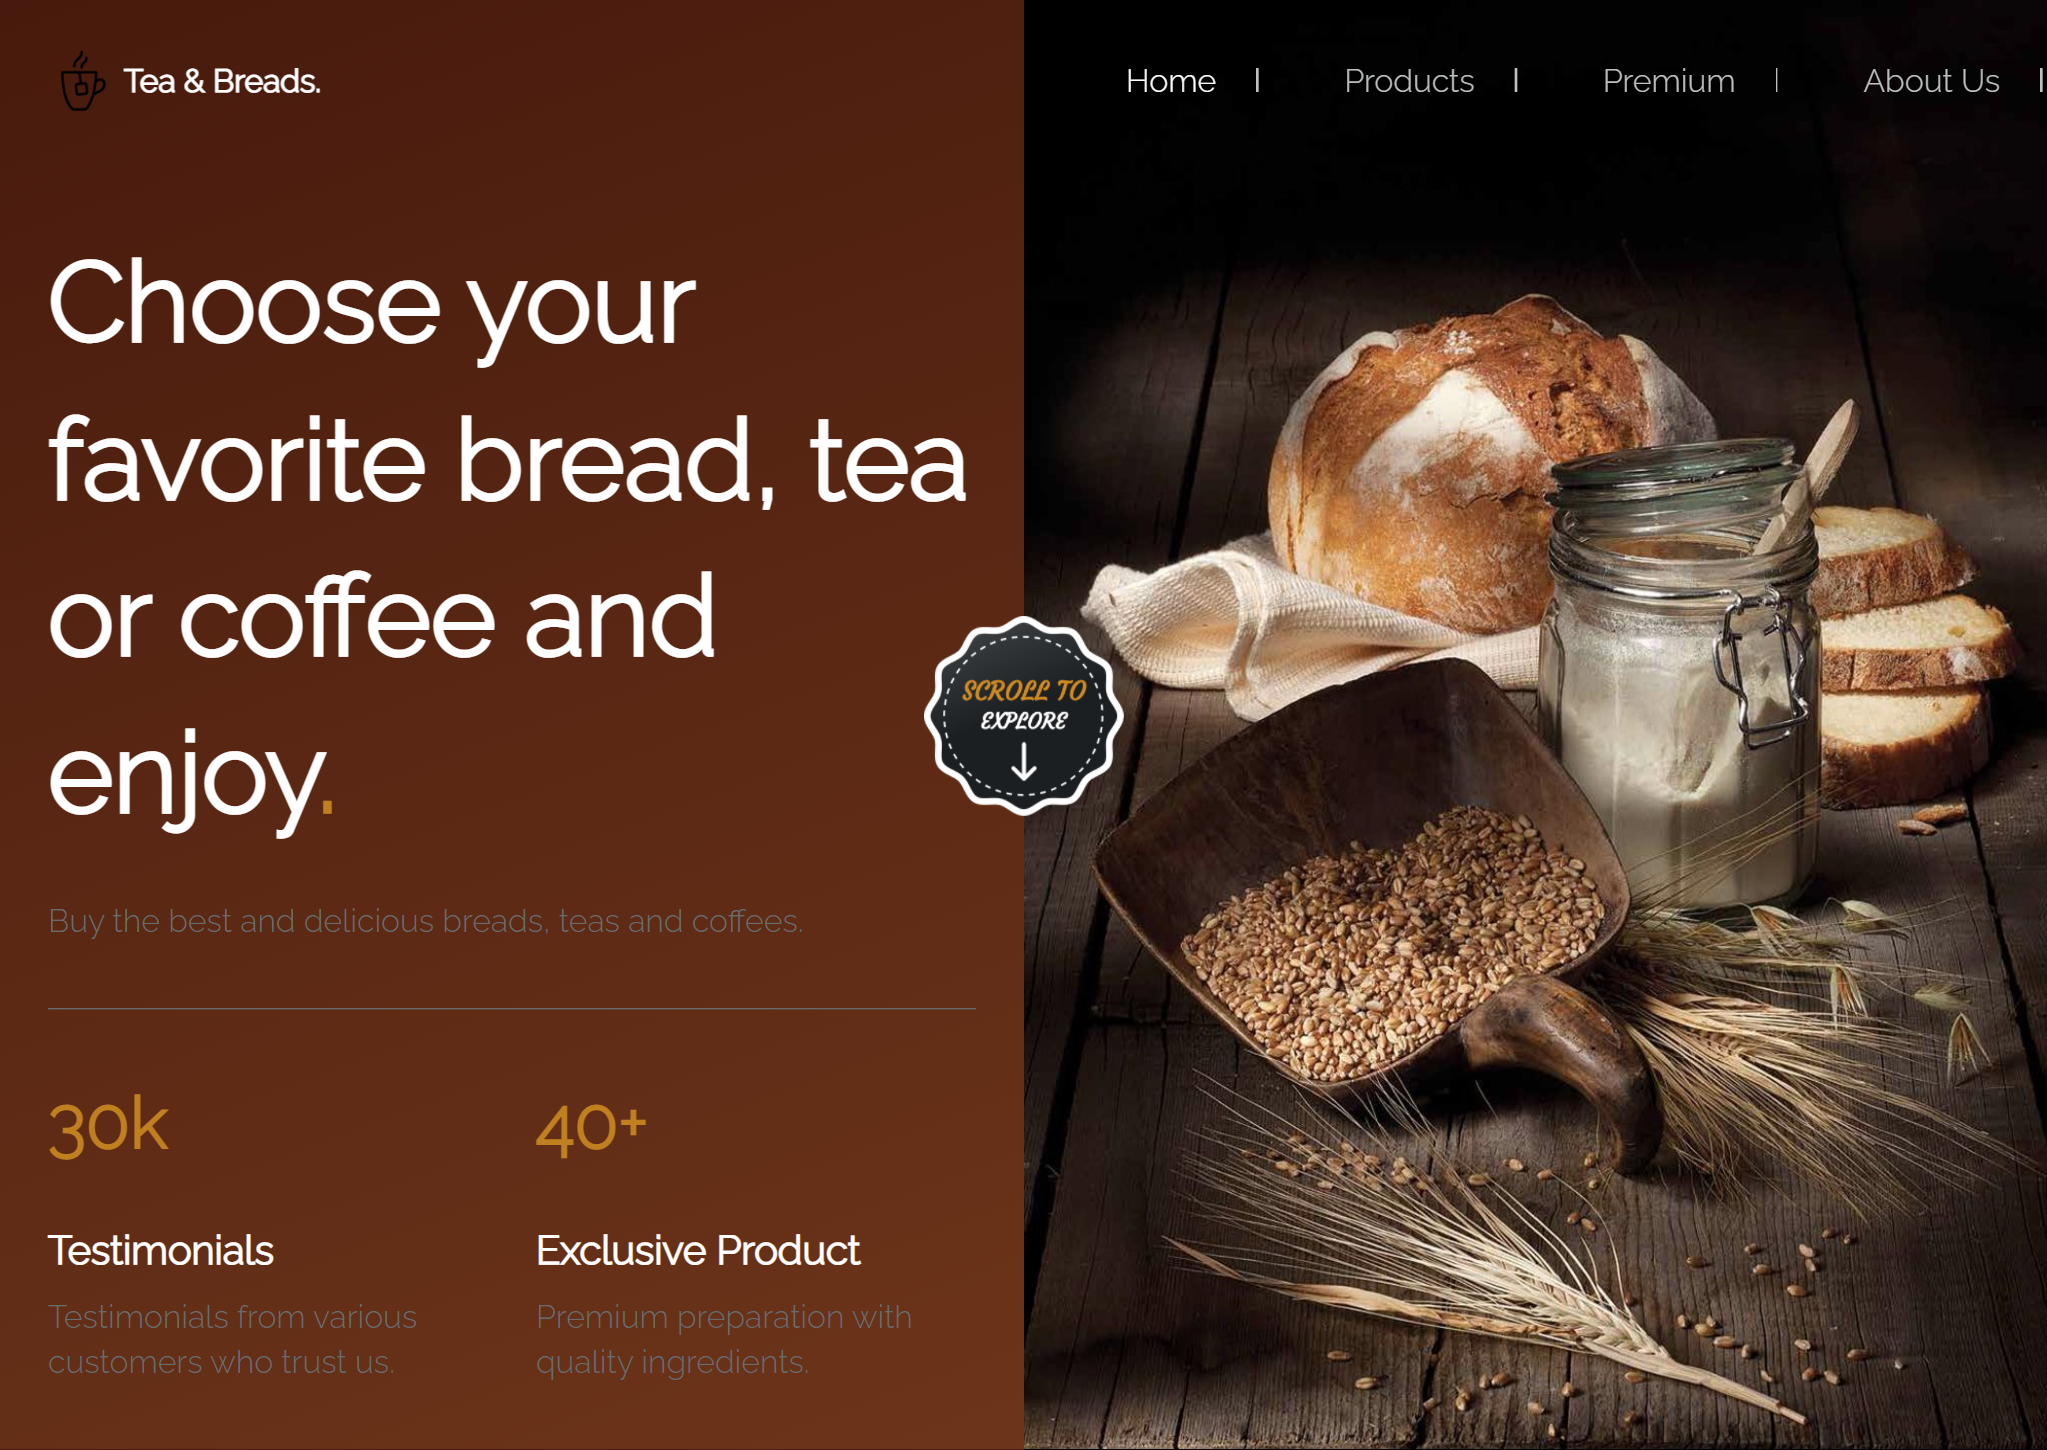 Tea & Breads.
Home | Products | Premium | About Us |
Choose your
favorite bread, tea
or coffee and
enjoy.
SCROLL TO
EXPLORE
Buy the best and delicious breads, teas and coffees.
30k
Testimonials
Testimonials from various
customers who trust us.
40+
Exclusive Product
Premium preparation with
quality ingredients.